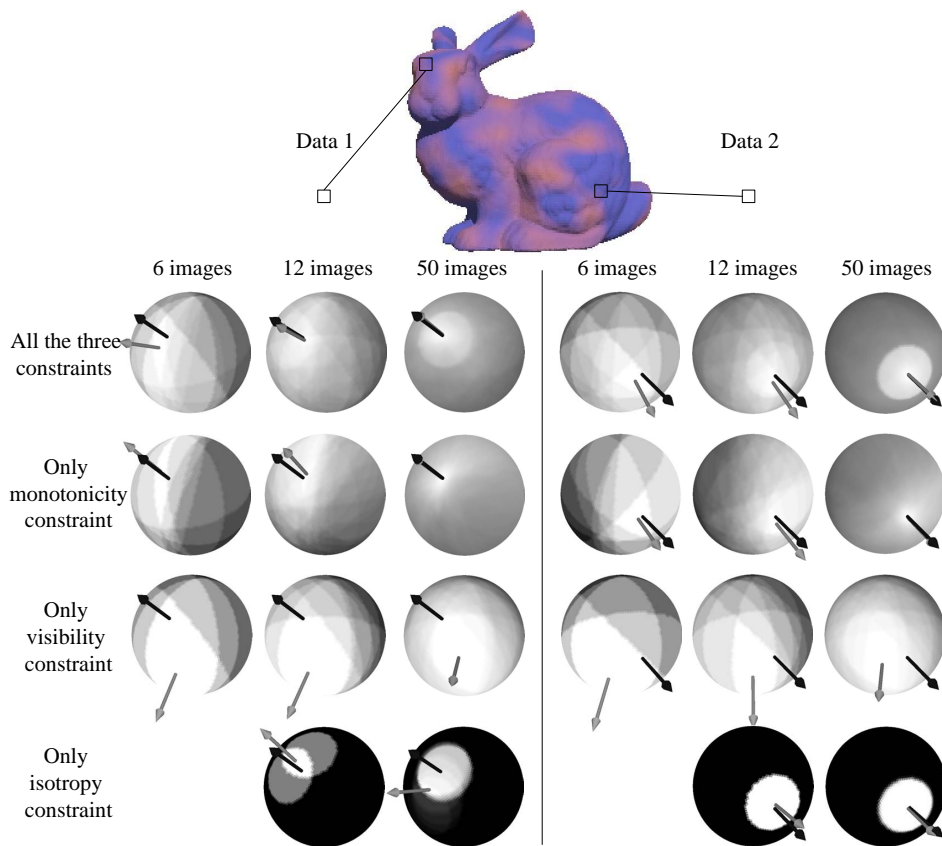 Data 1
Data 2
6 images 12 images 50 images 6 images 12 images 50 images
All the three
constraints
Only
monotonicity
constraint
Only
visibility
constraint
Only
isotropy
constraint